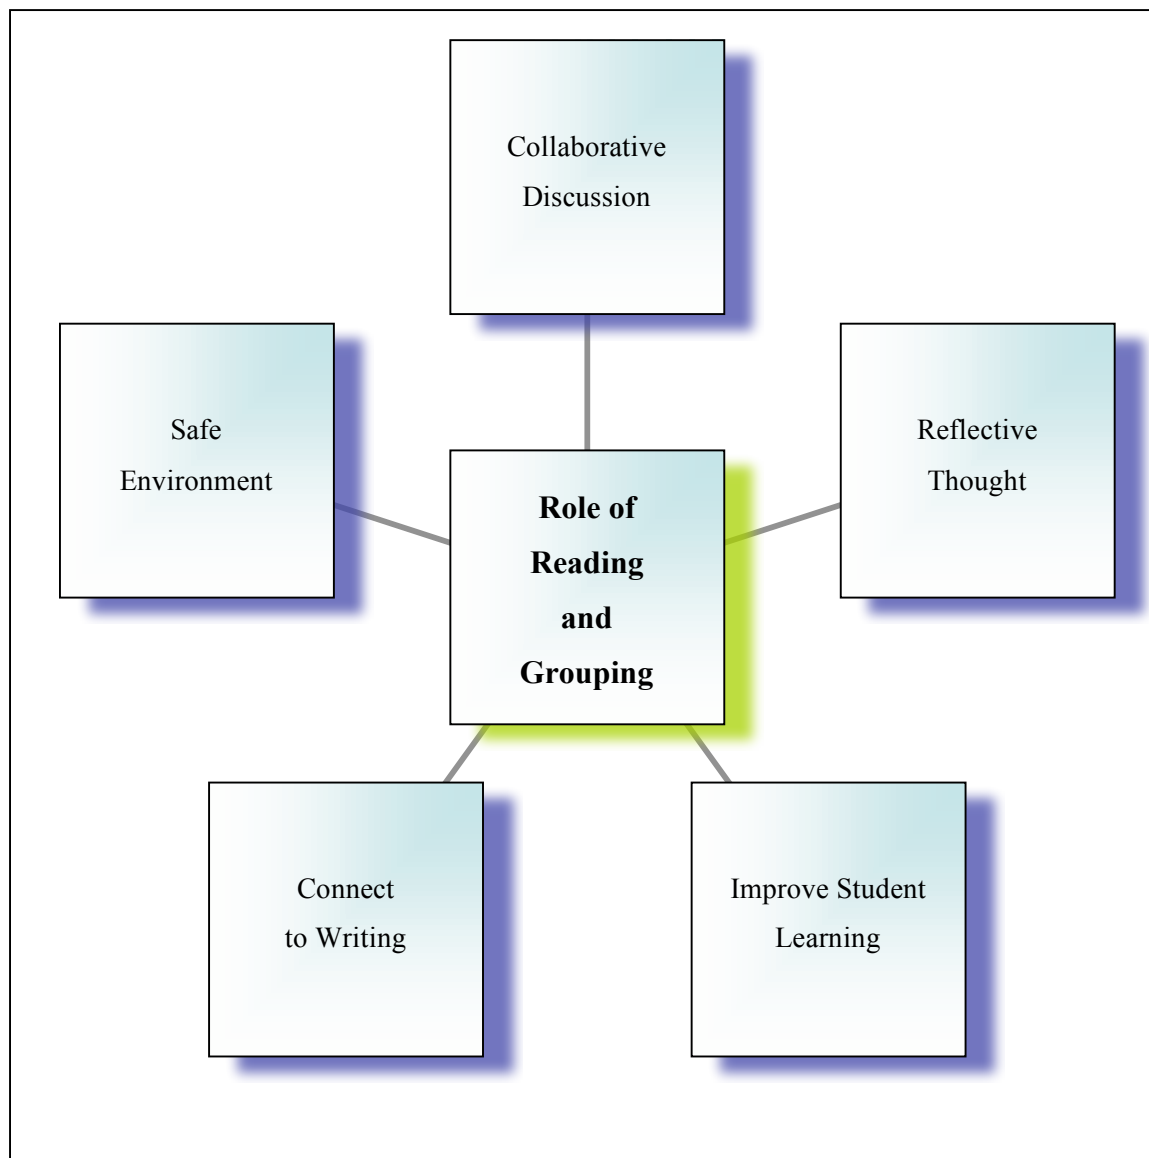 Collaborative
Discussion
Safe
Environment
Reflective
Thought
Role of
Reading
and
Grouping
Connect
to Writing
Improve Student
Learning